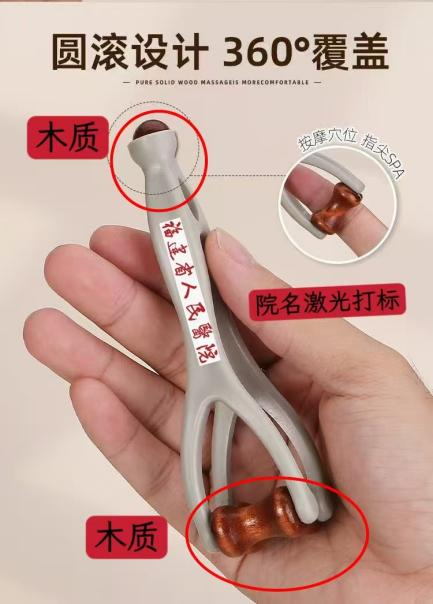 圆滚设计 360°覆盖
PURE SOLID WOOD MASSAGEIS MORECOMFORTABLE
木质
按摩穴位 指尖SPA
福建省人民醫院
院名激光打标
木质